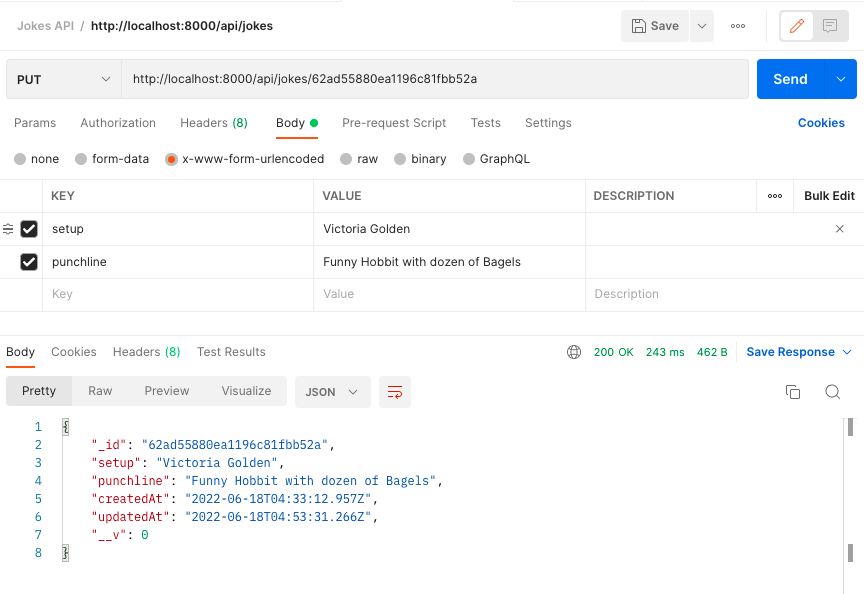 Jokes API / http://localhost:8000/api/jokes Save
PUT http://localhost:8000/api/jokes/62ad55880ea1196c81fbb52a Send
Params Authorization Headers (8) Body Pre-request Script Tests Settings Cookies
none form-data x-www-form-urlencoded raw binary GraphQL
KEY VALUE DESCRIPTION Bulk Edit
setup Victoria Golden
punchline Funny Hobbit with dozen of Bagels
Key Value Description
Body Cookies Headers (8) Test Results 200 OK 243 ms 462 B Save Response
Pretty Raw Preview Visualize JSON
1 {
2 "_id": "62ad55880ea1196c81fbb52a",
3 "setup": "Victoria Golden",
4 "punchline": "Funny Hobbit with dozen of Bagels",
5 "createdAt": "2022-06-18T04:33:12.957Z",
6 "updatedAt": "2022-06-18T04:53:31.266Z",
7 "__v": 0
8 }